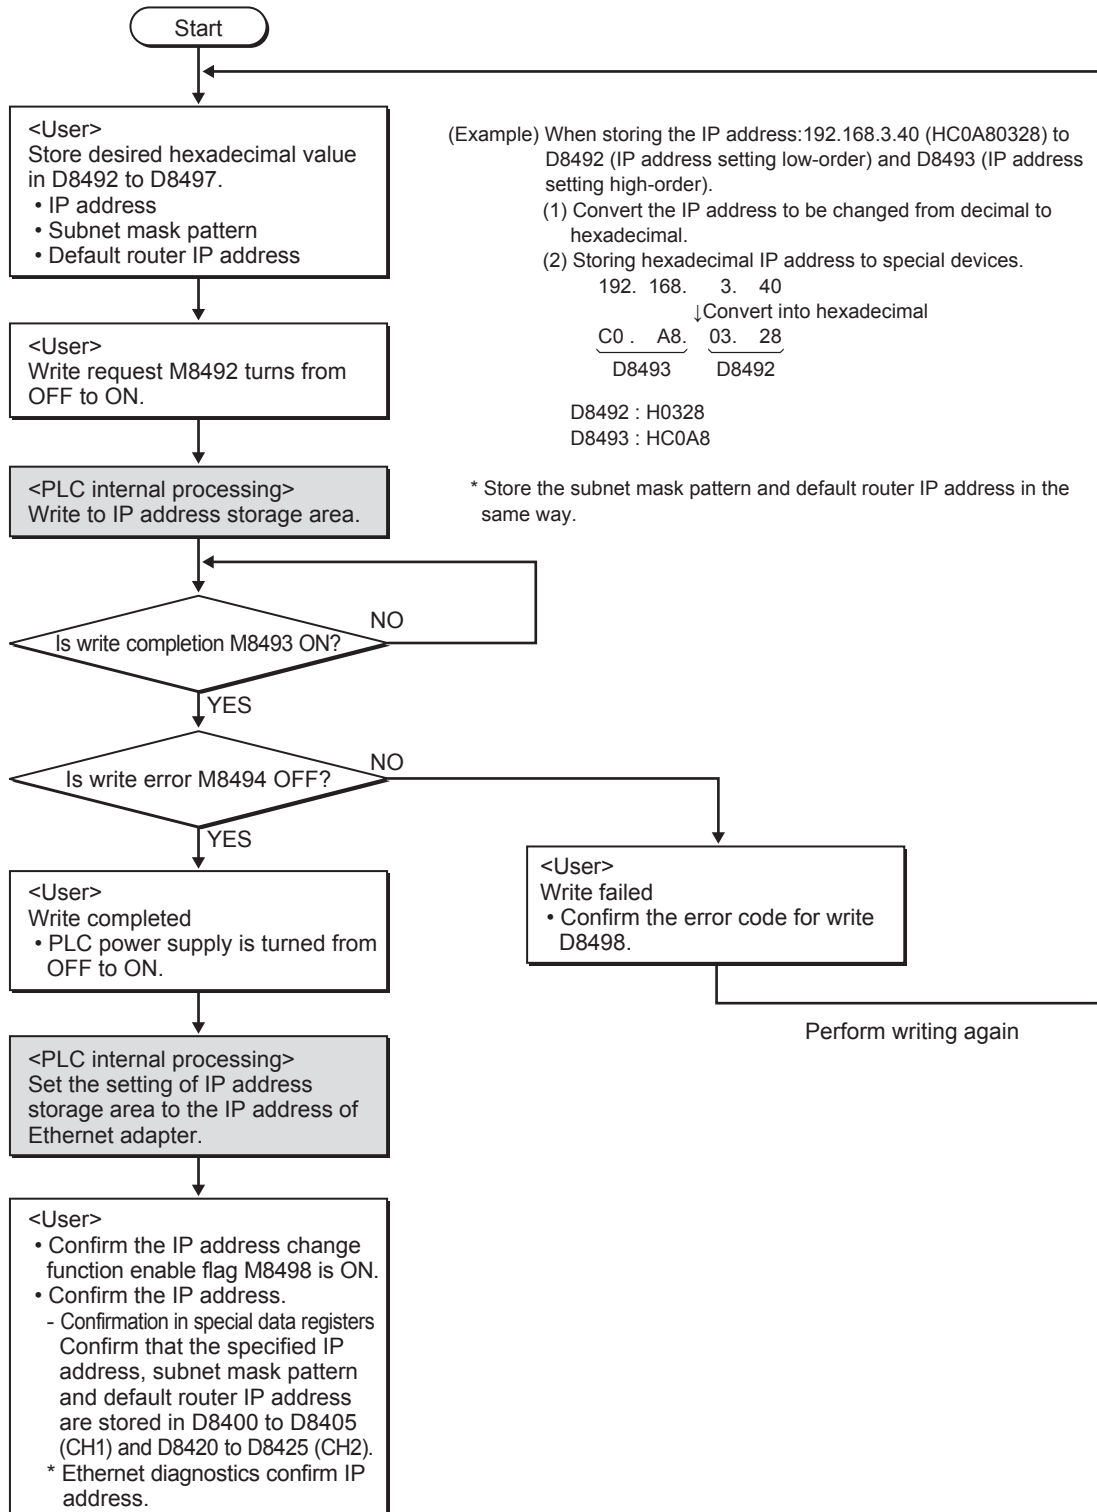 Start
<User>
Store desired hexadecimal value
in D8492 to D8497.
• IP address
• Subnet mask pattern
• Default router IP address
(Example) When storing the IP address:192.168.3.40 (HC0A80328) to
D8492 (IP address setting low-order) and D8493 (IP address
setting high-order).
(1) Convert the IP address to be changed from decimal to
hexadecimal.
(2) Storing hexadecimal IP address to special devices.
192. 168. 3. 40
↓Convert into hexadecimal
C0 . A8. 03. 28
D8493 D8492
D8492 : H0328
D8493 : HC0A8
* Store the subnet mask pattern and default router IP address in the
same way.
<User>
Write request M8492 turns from
OFF to ON.
<PLC internal processing>
Write to IP address storage area.
Is write completion M8493 ON?
NO
YES
Is write error M8494 OFF?
NO
YES
<User>
Write failed
• Confirm the error code for write
D8498.
Perform writing again
<User>
Write completed
• PLC power supply is turned from
OFF to ON.
<PLC internal processing>
Set the setting of IP address
storage area to the IP address of
Ethernet adapter.
<User>
• Confirm the IP address change
function enable flag M8498 is ON.
• Confirm the IP address.
- Confirmation in special data registers
Confirm that the specified IP
address, subnet mask pattern
and default router IP address
are stored in D8400 to D8405
(CH1) and D8420 to D8425 (CH2).
* Ethernet diagnostics confirm IP
address.